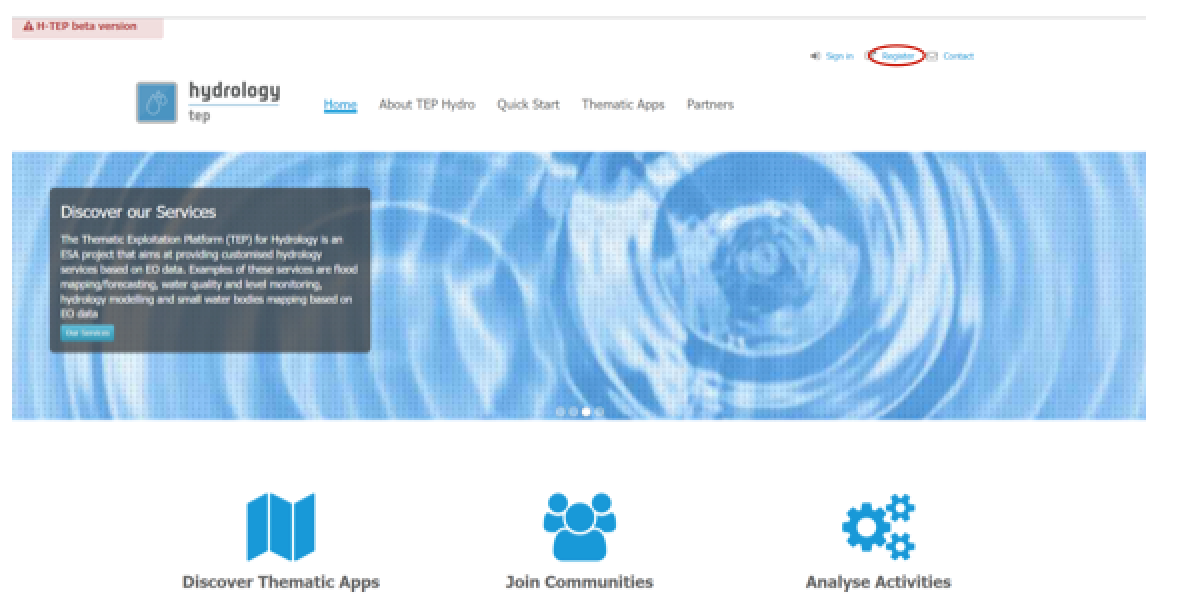 H-TEP beta version
Sign in Register Contact
hydrology
tep
Home About TEP Hydro Quick Start Thematic Apps Partners
Discover our Services
The Thematic Exploitation Platform (TEP) for Hydrology is an
ESA project that aims at providing customised hydrology
services based on EO data. Examples of these services are flood
mapping/forecasting, water quality and level monitoring,
hydrology modelling and small water bodies mapping based on
EO data
Our Services
Discover Thematic Apps Join Communities Analyse Activities